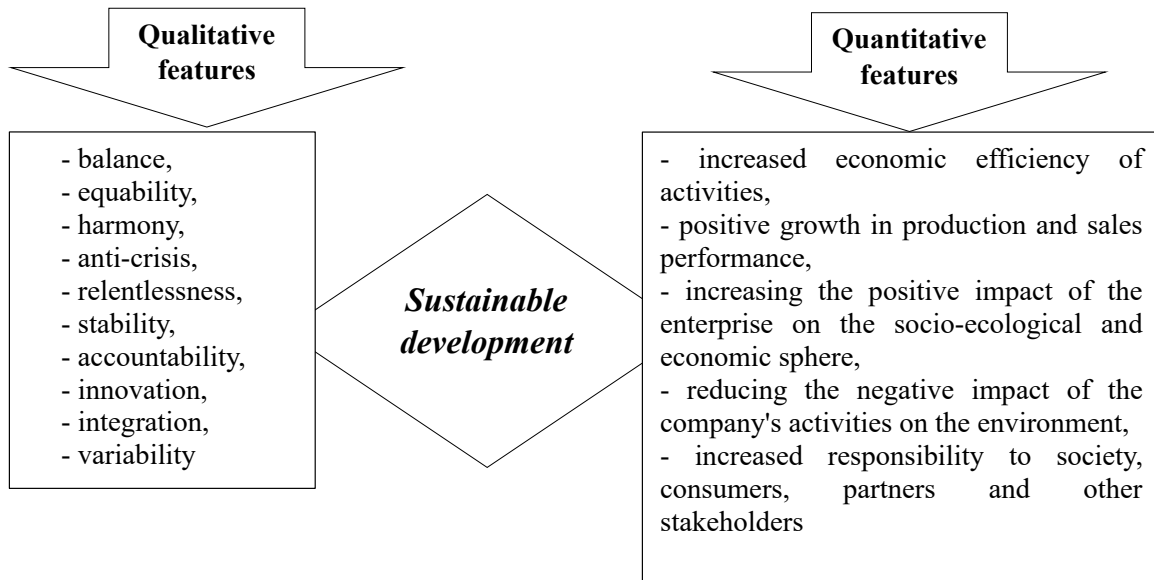 Qualitative
features
- balance,
- equability,
- harmony,
- anti-crisis,
- relentlessness,
- stability,
- accountability,
- innovation,
- integration,
- variability
Sustainable
development
Quantitative
features
- increased economic efficiency of
activities,
- positive growth in production and sales
performance,
- increasing the positive impact of the
enterprise on the socio-ecological and
economic sphere,
- reducing the negative impact of the
company's activities on the environment,
- increased responsibility to society,
consumers, partners and other
stakeholders